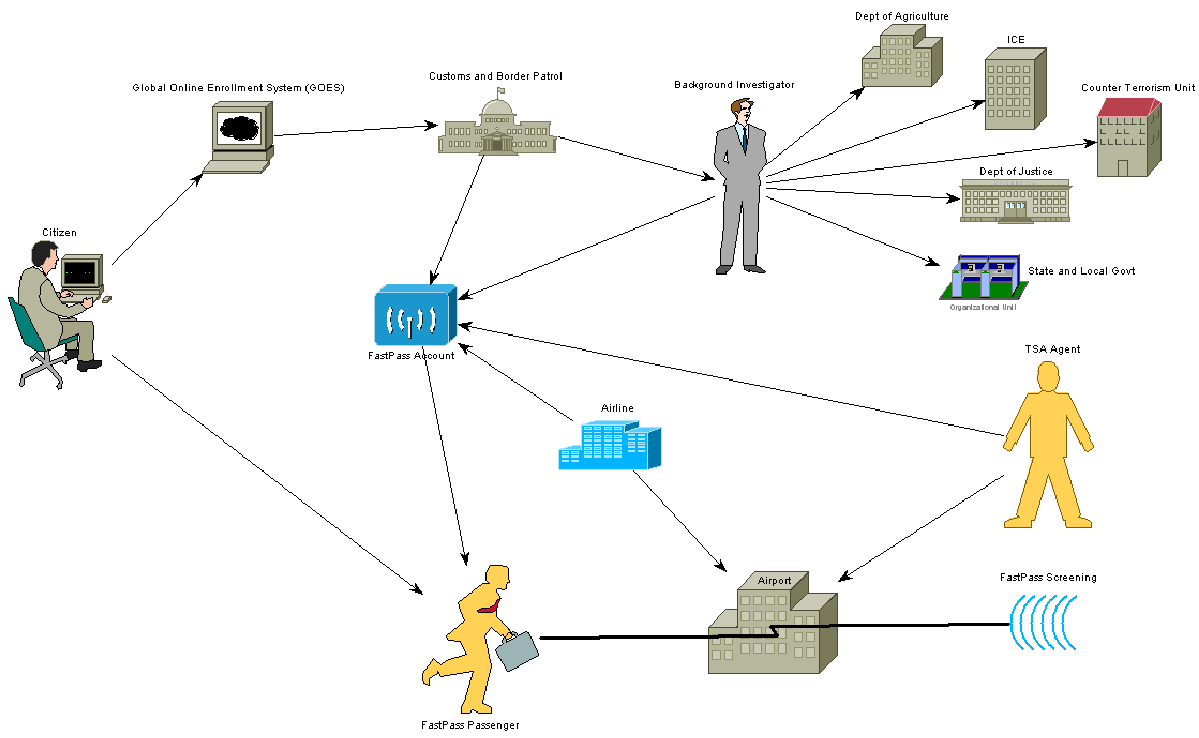 Dept of Agriculture
ICE
Customs and Border Patrol
Global Online Enrollment System (GOES)
Background Investigator
Counter Terrorism Unit
Dept of Justice
Citizen
State and Local Govt
Organizational Unit
FastPass Account
TSA Agent
Airline
Airport
FastPass Screening
FastPass Passenger